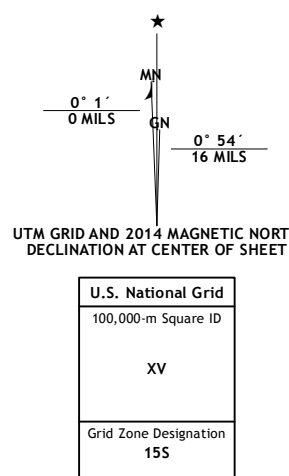 ★
MN
0° 1´
0 MILS
GN
0° 54´
16 MILS
UTM GRID AND 2014 MAGNETIC NORT
DECLINATION AT CENTER OF SHEET
U.S. National Grid
100,000-m Square ID
XV
Grid Zone Designation
15S